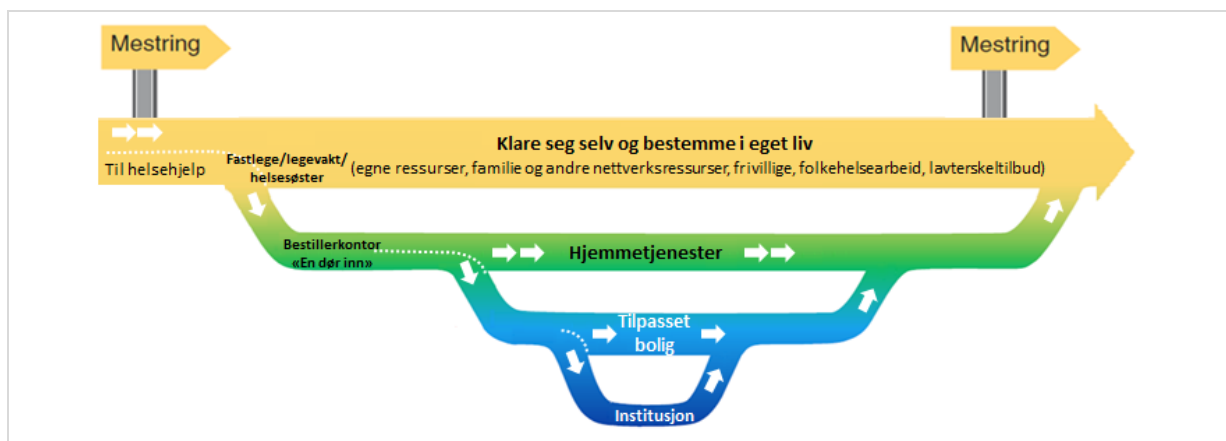 Mestring
Mestring
Klare seg selv og bestemme i eget liv
Til helsehjelp
Fastlege/legevakt/
helsesøster
(egne ressurser, familie og andre nettverksressurser, frivillige, folkehelsearbeid, lavterskeltilbud)
Bestillerkontor
«En dør inn»
Hjemmetjenester
Tilpasset
bolig
Institusjon